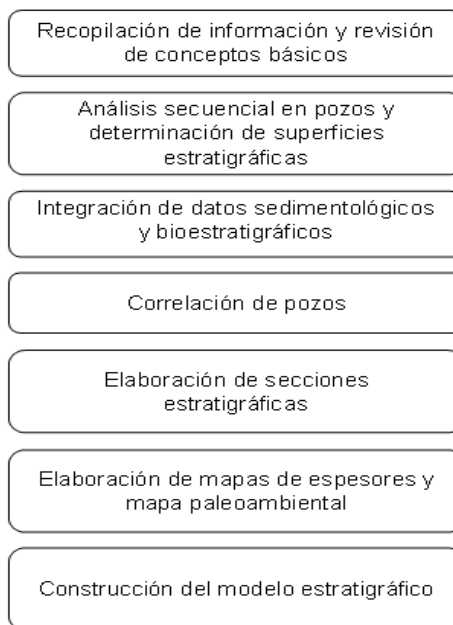 Recopilación de información y revisión
de conceptos básicos
Análisis secuencial en pozos y
determinación de superficies
estratigráficas
Integración de datos sedimentológicos
y bioestratigráficos
Correlación de pozos
Elaboración de secciones
estratigráficas
Elaboración de mapas de espesores y
mapa paleoambiental
Construcción del modelo estratigráfico